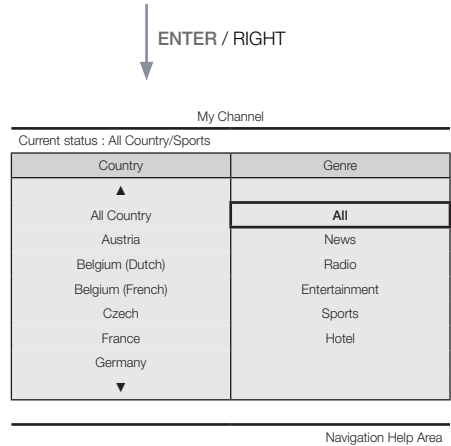 ENTER / RIGHT
My Channel
Current status : All Country/Sports
Country Genre
▲
All Country All
Austria News
Belgium (Dutch) Radio
Belgium (French) Entertainment
Czech Sports
France Hotel
Germany
▼
Navigation Help Area